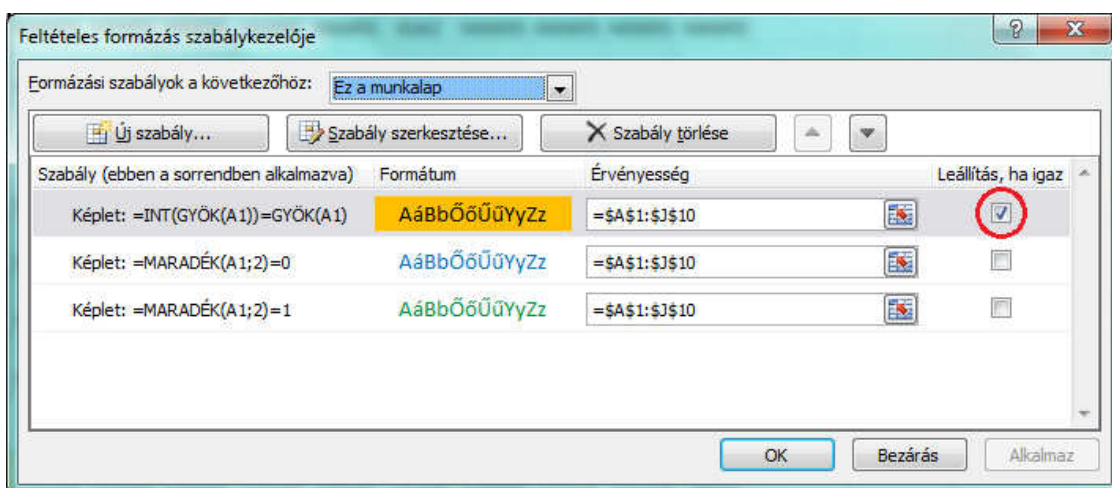 Feltételes formázás szabálykezelője
Formázási szabályok a következőhöz: Ez a munkalap
Új szabály... Szabály szerkesztése... Szabály törlése
Szabály (ebben a sorrendben alkalmazva) Formátum Érvényesség Leállítás, ha igaz
Képlet: =INT(GYÖK(A1))=GYÖK(A1) AáBbŐőŰűYyZz =$A$1:$J$10
Képlet: =MARADÉK(A1;2)=0 AáBbŐőŰűYyZz =$A$1:$J$10
Képlet: =MARADÉK(A1;2)=1 AáBbŐőŰűYyZz =$A$1:$J$10
OK Bezárás Alkalmaz